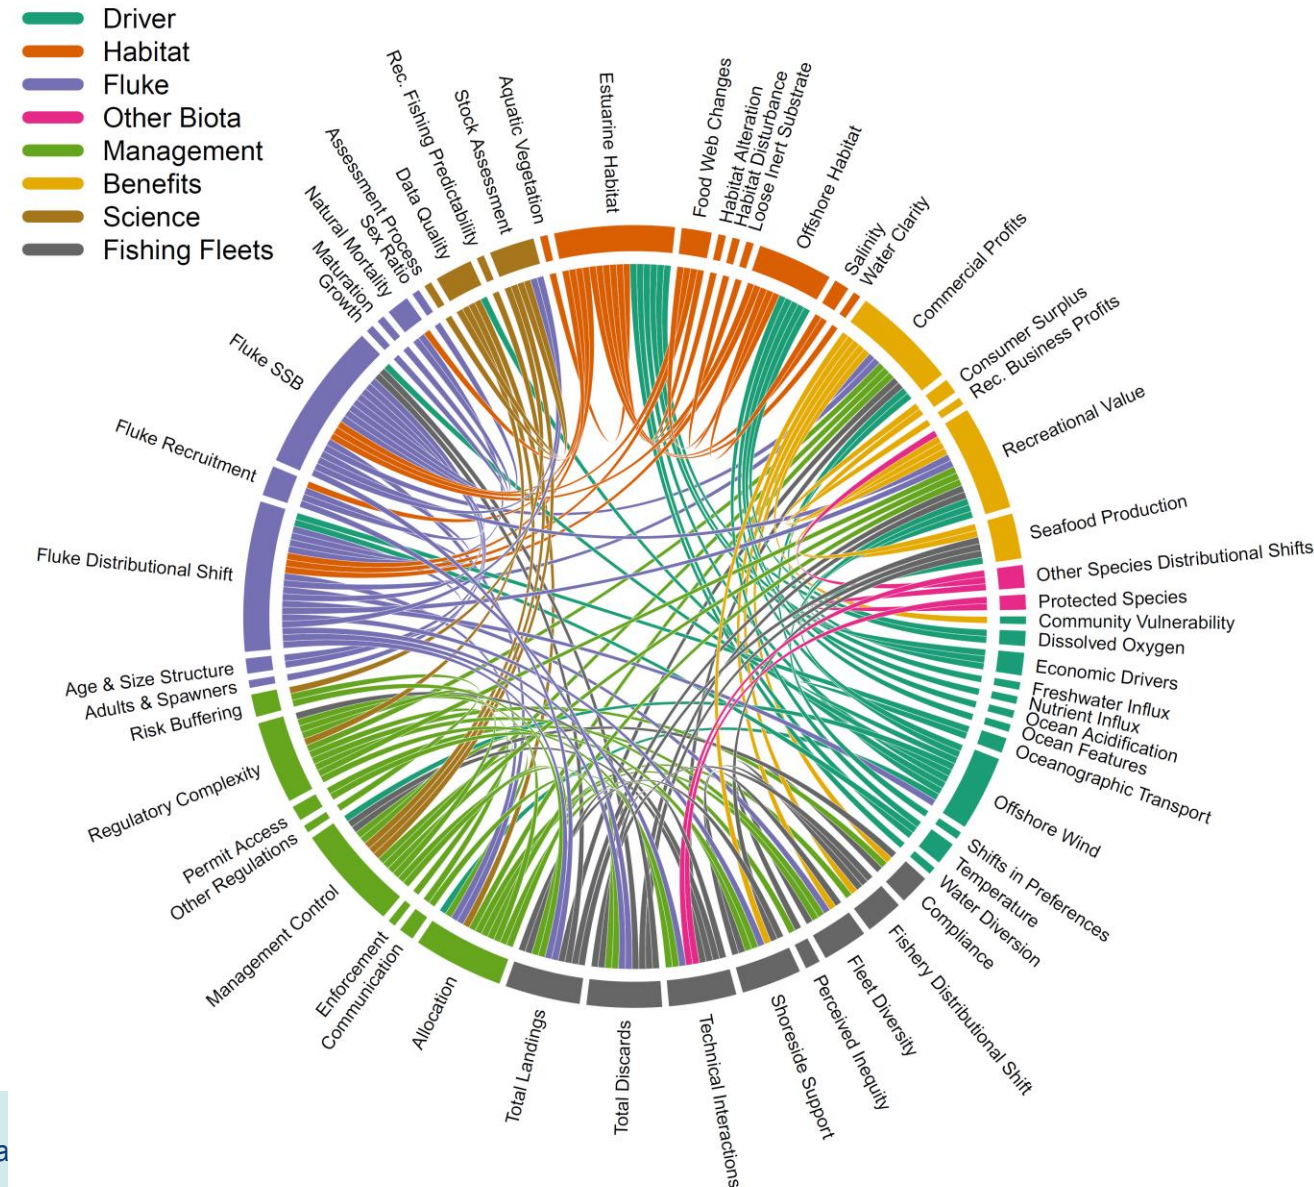 Driver
Habitat
Fluke
Other Biota
Management
Benefits
Science
Fishing Fleets
Estuarine Habitat
Food Web Changes
Habitat Alteration
Habitat Disturbance
Loose Inert Substrate
Offshore Habitat
Salinity
Water Clarity
Commercial Profits
Consumer Surplus
Rec. Business Profits
Recreational Value
Seafood Production
Other Species Distributional Shifts
Protected Species
Community Vulnerability
Dissolved Oxygen
Economic Drivers
Freshwater Influx
Nutrient Influx
Ocean Acidification
Ocean Features
Oceanographic Transport
Offshore Wind
Shifts in Preferences
Temperature
Water Diversion
Compliance
Fishery Distributional Shift
Fleet Diversity
Perceived Inequity
Shoreside Support
Technical Interactions
Total Discards
Total Landings
Allocation
Communication
Enforcement
Management Control
Other Regulations
Permit Access
Regulatory Complexity
Risk Buffering
Adults & Spawners
Age & Size Structure
Fluke Distributional Shift
Fluke Recruitment
Fluke SSB
Growth
Maturation
Natural Mortality
Sex Ratio
Assessment Process
Data Quality
Rec. Fishing Predictability
Stock Assessment
Aquatic Vegetation
a